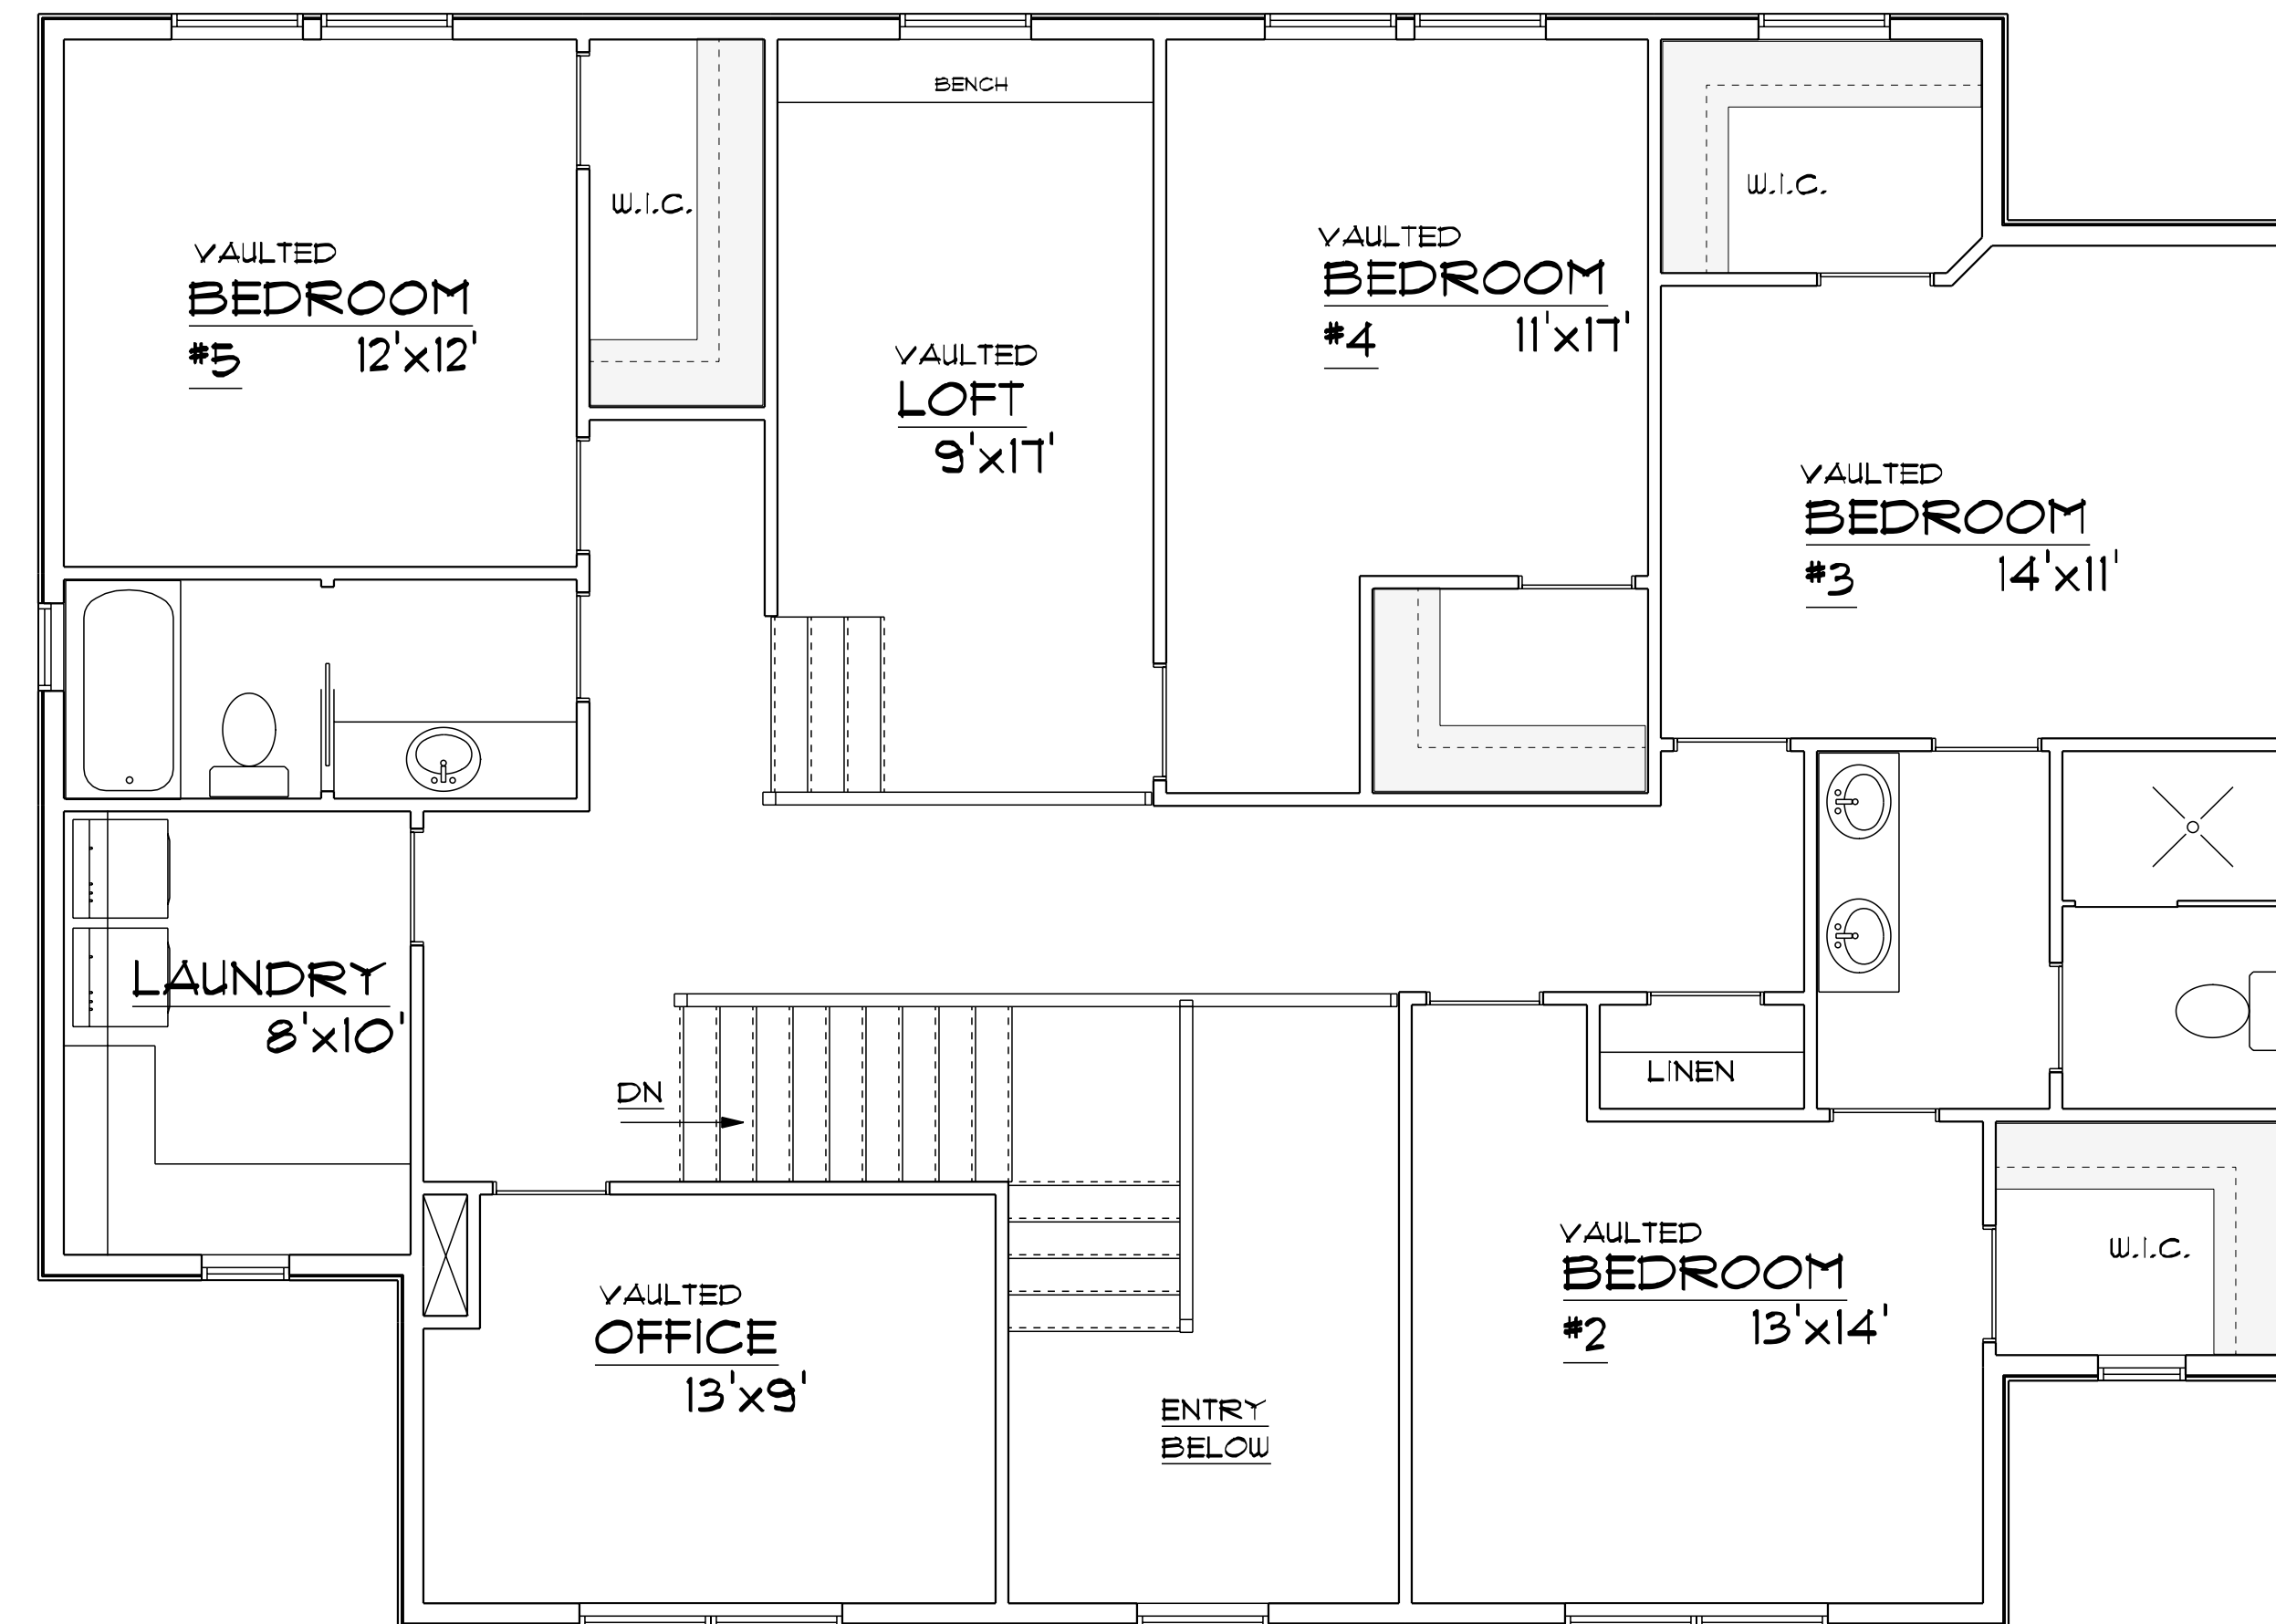 BENCH
W.I.C.
W.I.C.
VAULTED
BEDROOM
#5 12'x12'
VAULTED
BEDROOM
#4 11'x17'
VAULTED
LOFT
9'x17'
VAULTED
BEDROOM
#3 14'x11'
LAUNDRY
8'x10'
DN
LINEN
VAULTED
BEDROOM
#2 13'x14'
W.I.C.
VAULTED
OFFICE
13'x9'
ENTRY
BELOW